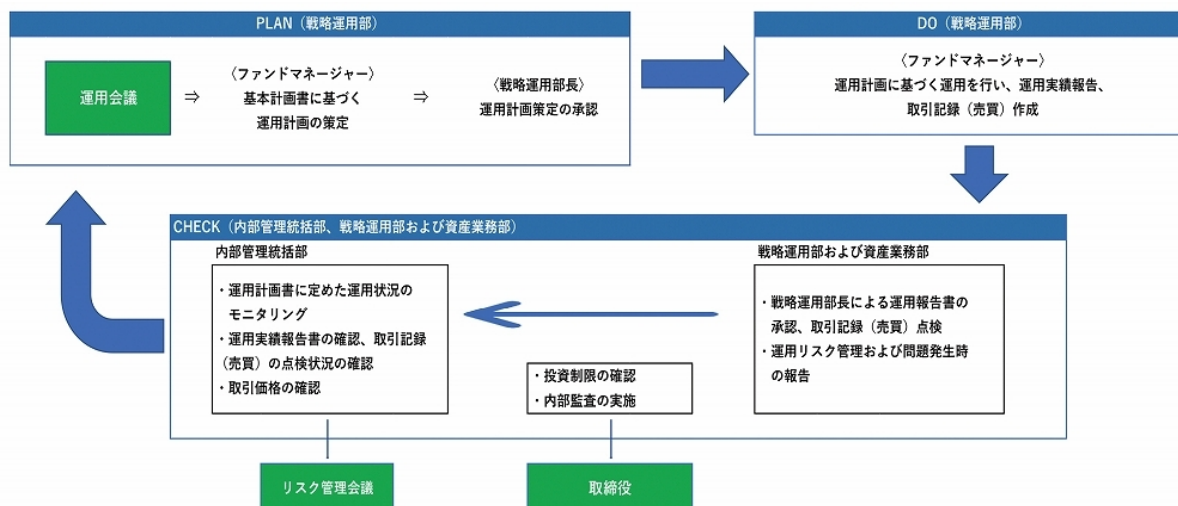 PLAN（戦略運用部）
運用会議
⇒
〈ファンドマネージャー〉
基本計画書に基づく
運用計画の策定
⇒
〈戦略運用部長〉
運用計画策定の承認
DO（戦略運用部）
〈ファンドマネージャー〉
運用計画に基づく運用を行い、運用実績報告、
取引記録（売買）作成
CHECK（内部管理統括部、戦略運用部および資産業務部）
内部管理統括部
・運用計画書に定めた運用状況の
モニタリング
・運用実績報告書の確認、取引記録
（売買）の点検状況の確認
・取引価格の確認
・投資制限の確認
・内部監査の実施
戦略運用部および資産業務部
・戦略運用部長による運用報告書の
承認、取引記録（売買）点検
・運用リスク管理および問題発生時
の報告
リスク管理会議
取締役